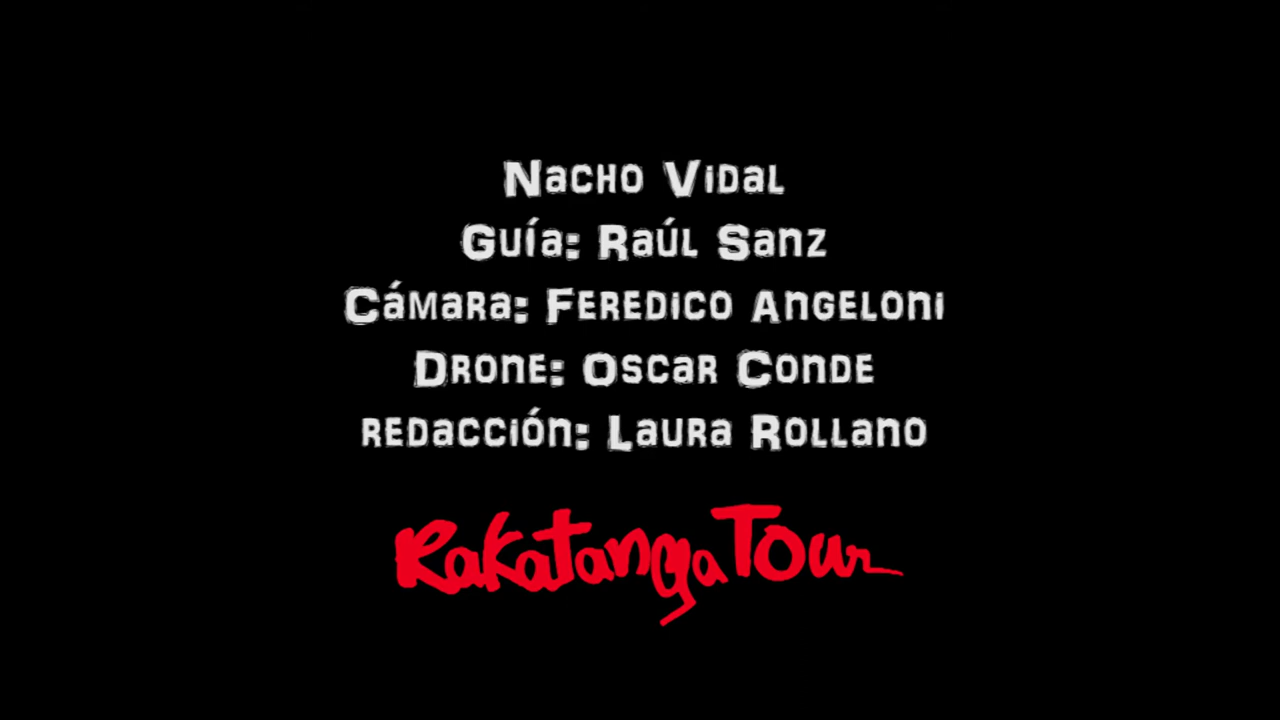 Nacho Vidal
Guía: Raúl Sanz
Cámara: Feredico Angeloni
Drone: Oscar Conde
redacción: Laura Rollano
RakatangaTour